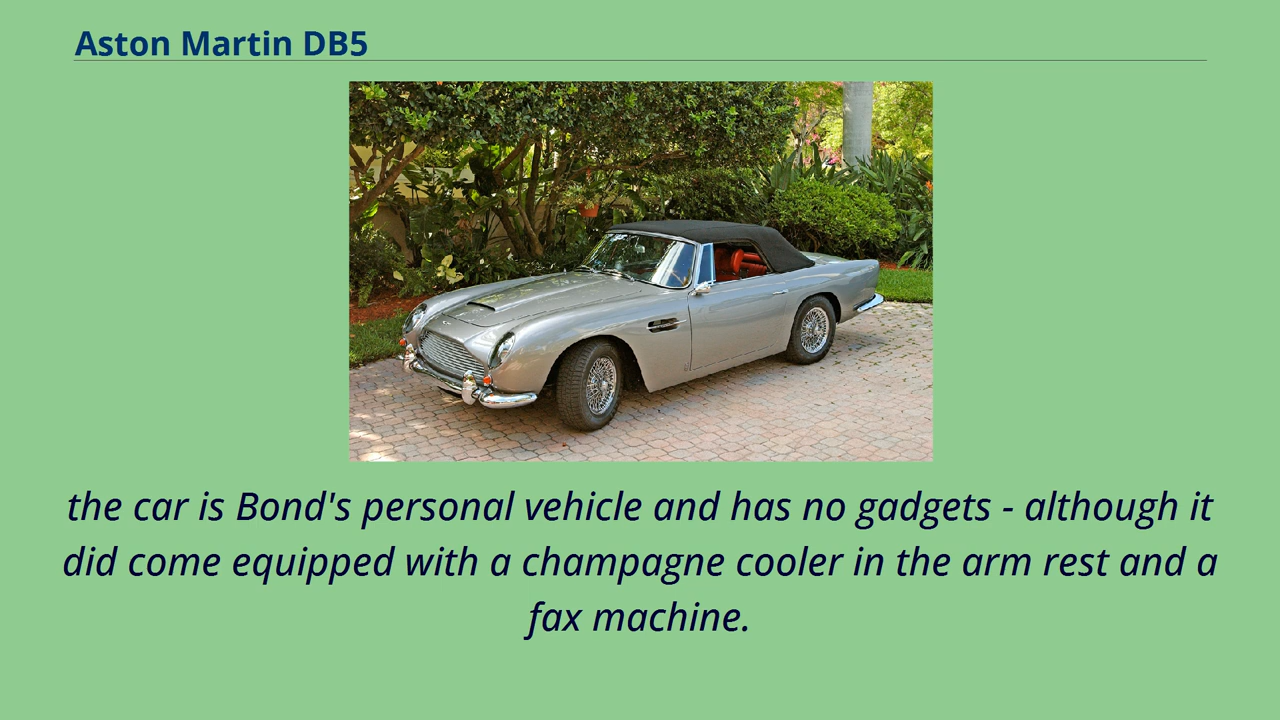 Aston Martin DB5
the car is Bond's personal vehicle and has no gadgets - although it
did come equipped with a champagne cooler in the arm rest and a
fax machine.